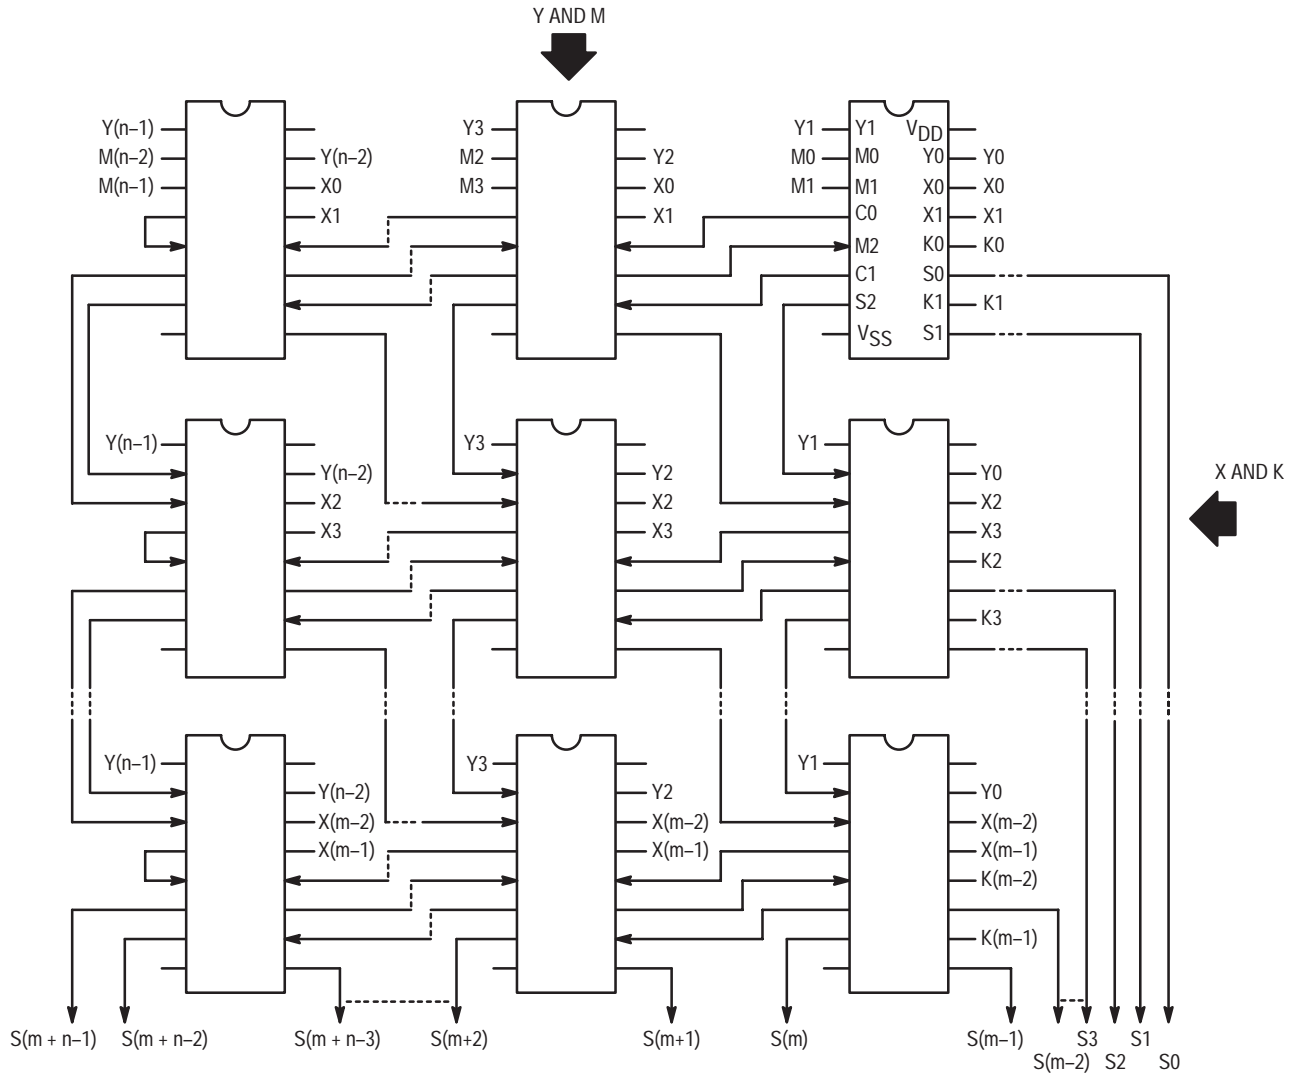 Y AND M
Y(n–1)
M(n–2) Y(n–2)
M(n–1) X0
X1
Y3
M2 Y2
M3 X0
X1
Y1 Y1 VDD
M0 M0 Y0 Y0
M1 M1 X0 X0
C0 X1 X1
M2 K0 K0
C1 S0
S2 K1 K1
VSS S1
X AND K
Y(n–1) Y3 Y1
Y(n–2) Y2 Y0
X2 X2 X2
X3 X3 X3
K2
K3
Y(n–1) Y3 Y1
Y(n–2) Y2 Y0
X(m–2) X(m–2) X(m–2)
X(m–1) X(m–1) X(m–1)
K(m–2)
K(m–1)
S(m + n–1) S(m + n–2) S(m + n–3) S(m+2) S(m+1) S(m) S(m–1) S3 S1
S(m–2) S2 S0